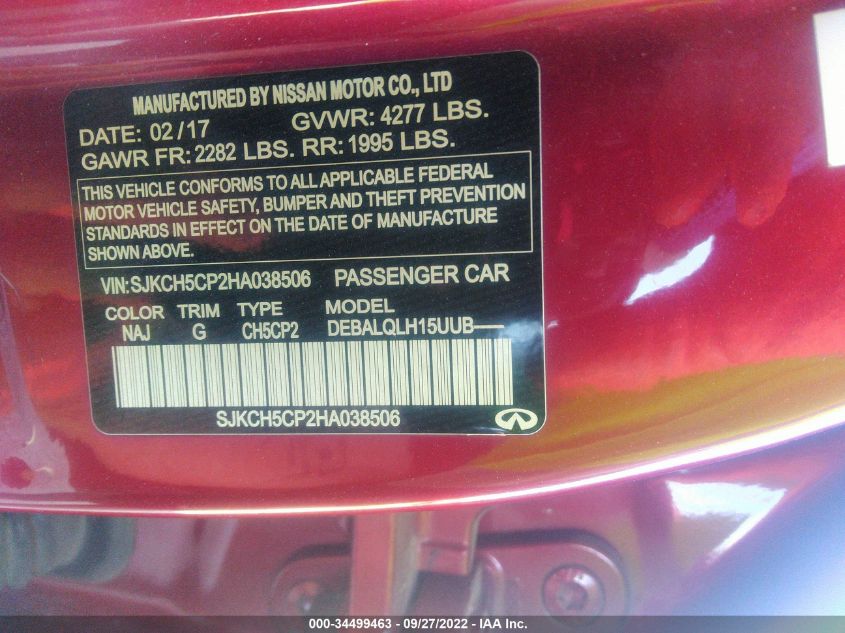 MANUFACTURED BY NISSAN MOTOR CO., LTD
DATE: 02/17 GVWR: 4277 LBS.
GAWR FR: 2282 LBS. RR: 1995 LBS.
THIS VEHICLE CONFORMS TO ALL APPLICABLE FEDERAL
MOTOR VEHICLE SAFETY, BUMPER AND THEFT PREVENTION
STANDARDS IN EFFECT ON THE DATE OF MANUFACTURE
SHOWN ABOVE.
VIN:SJKCH5CP2HA038506 PASSENGER CAR
COLOR TRIM TYPE MODEL
NAJ G CH5CP2 DEBALQLH15UUB
SJKCH5CP2HA038506
000-34499463 / 09/27/2022 - IAA Inc.